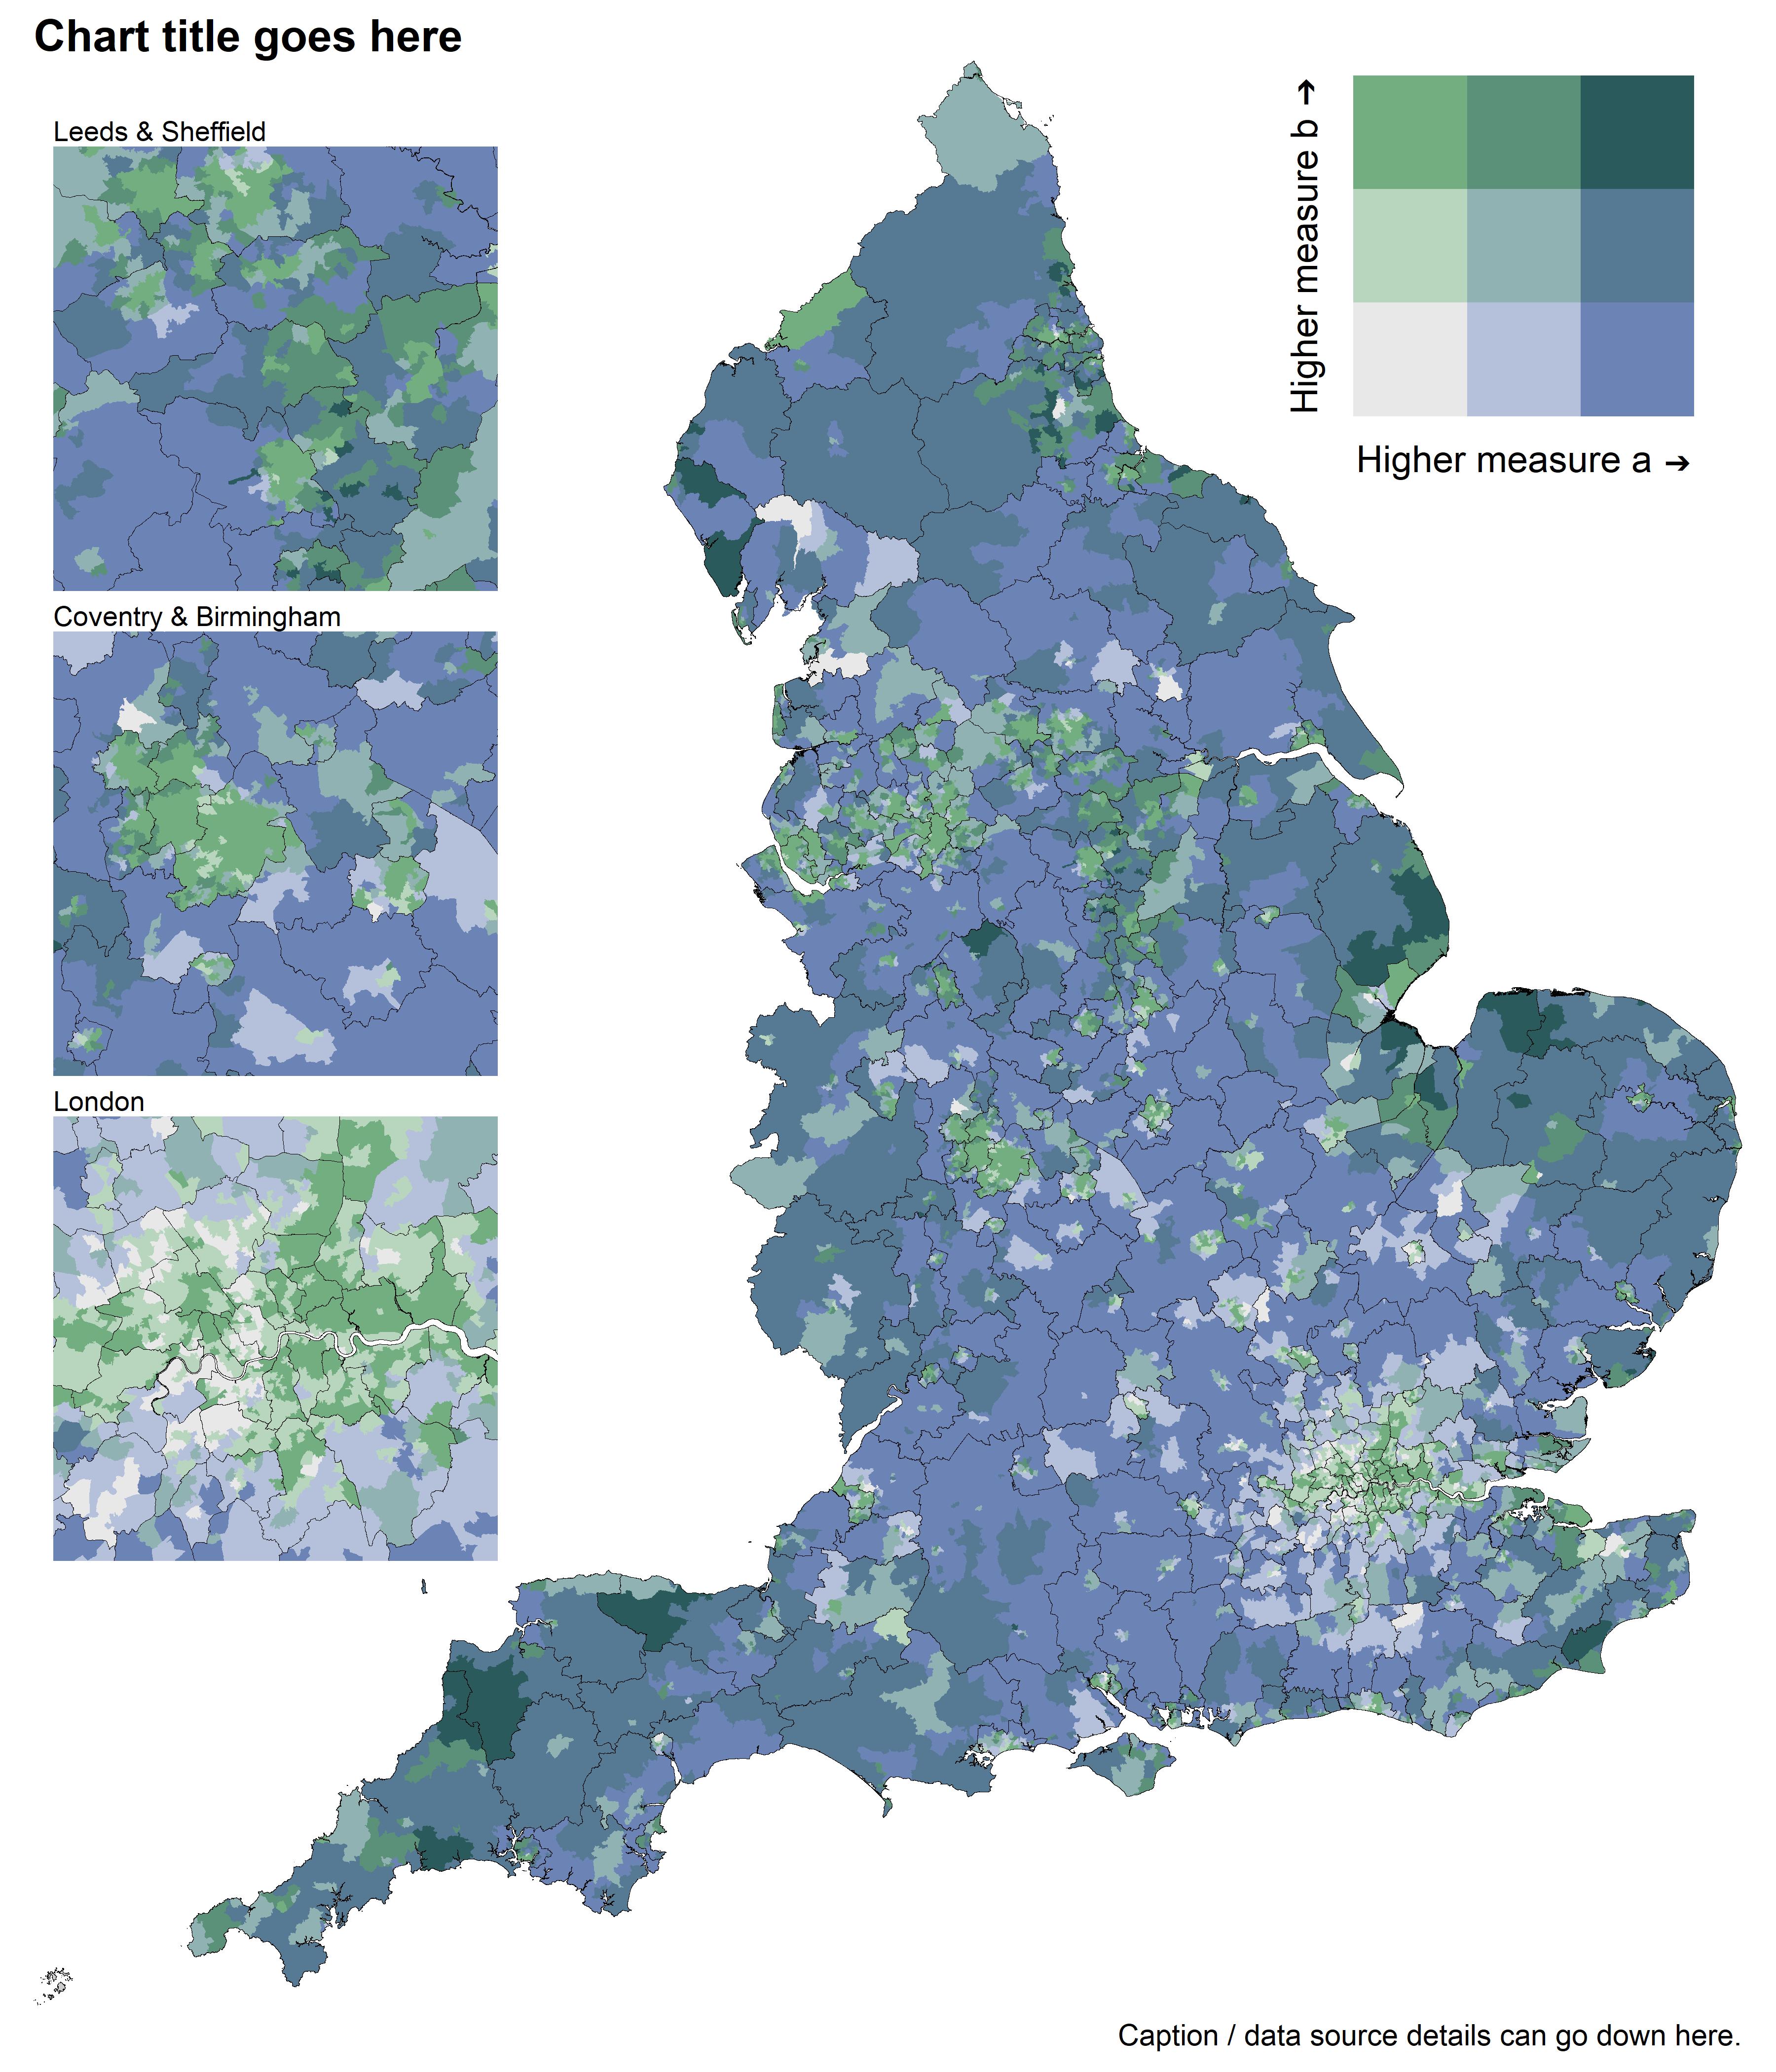 Chart title goes here
Leeds & Sheffield
Coventry & Birmingham
London
Higher measure b ➔
Higher measure a ➔
Caption / data source details can go down here.